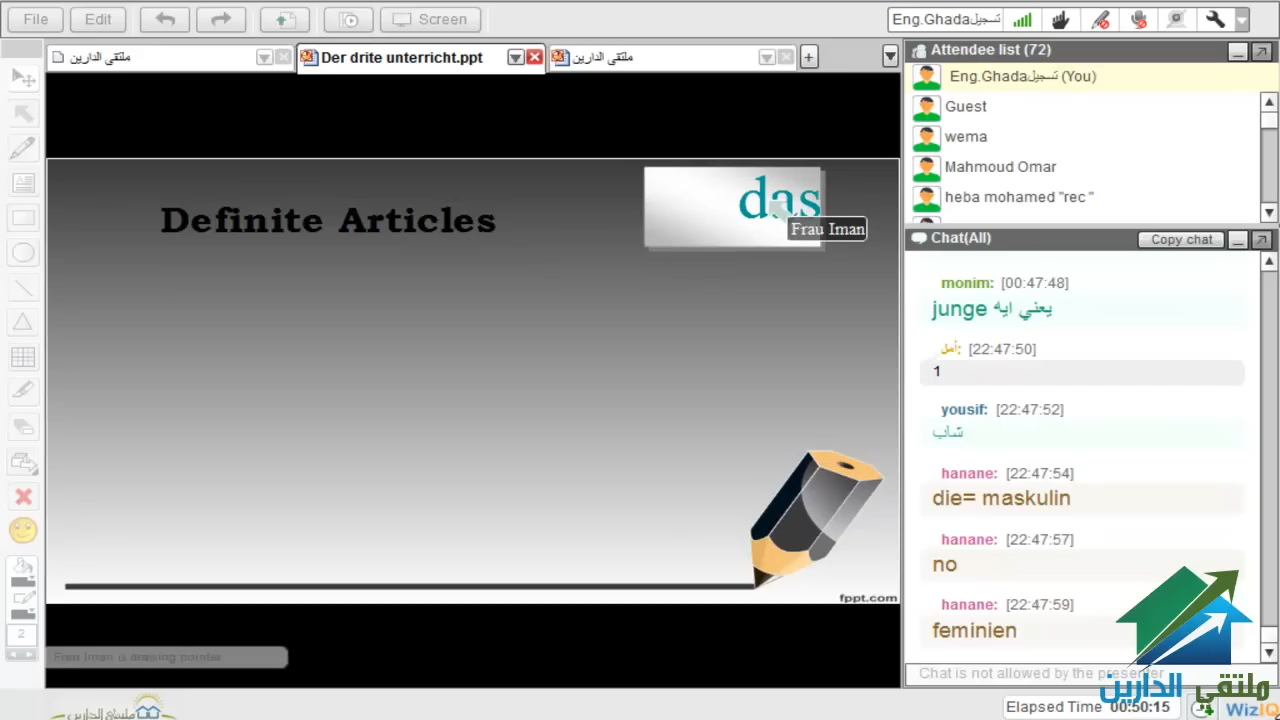 File
Edit
Screen
Eng.Ghadaتسجيل
ملتقى الدارين
Der drite unterricht.ppt
ملتقى الدارين
+
Attendee list (72)
Eng.Ghadaتسجيل (You)
Guest
wema
Mahmoud Omar
heba mohamed "rec "
Definite Articles
das
Frau Iman
fppt.com
Frau Iman is drawing pointer
2
Chat(All)
Copy chat
monim: [00:47:48]
junge يعني ايه
أمل: [22:47:50]
1
yousif: [22:47:52]
شاب
hanane: [22:47:54]
die= maskulin
hanane: [22:47:57]
no
hanane: [22:47:59]
feminien
Chat is not allowed by the presenter
ملتقي الدارين
Elapsed Time 00:50:15
WizIQ
ملتقى الدارين